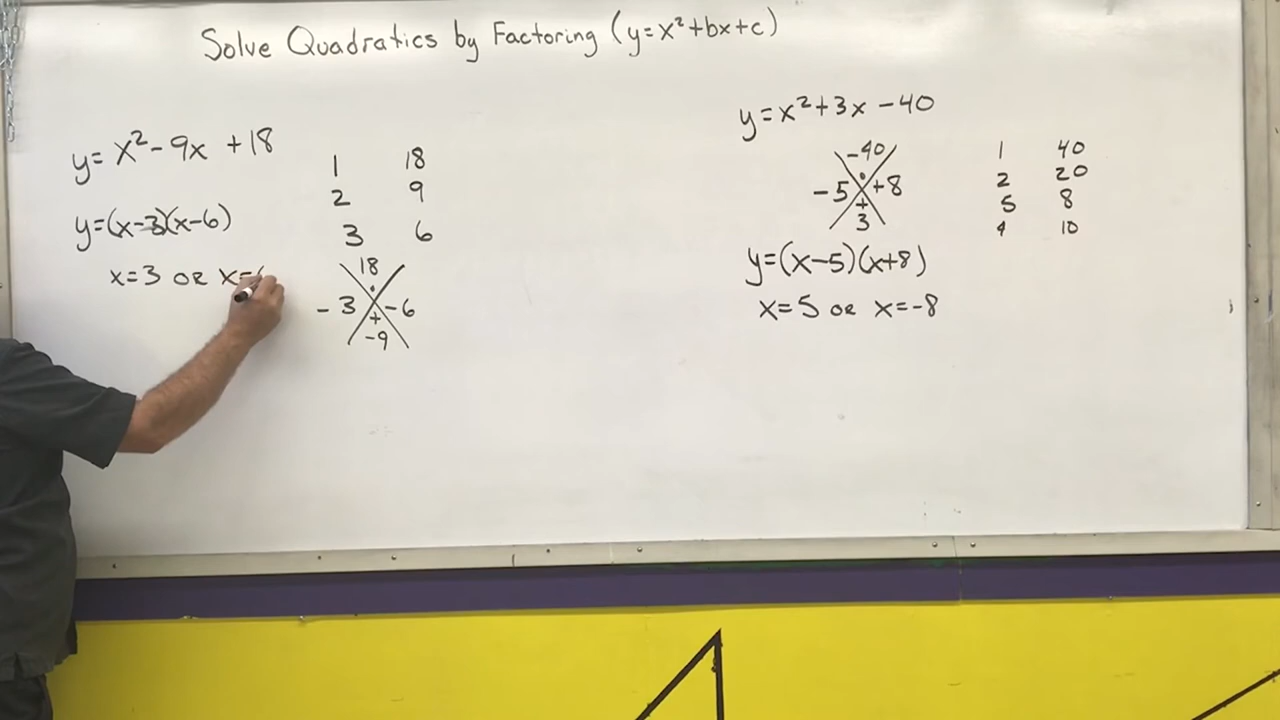 Solve Quadratics by Factoring (y=x²+bx+c)
y=x²-9x+18
y=(x-3)(x-6)
x=3 or x=6
1 18
2 9
3 6
18
·
-3 -6
+
-9
y=x²+3x-40
-40
·
-5 +8
+
3
1 40
2 20
5 8
4 10
y=(x-5)(x+8)
x=5 or x=-8